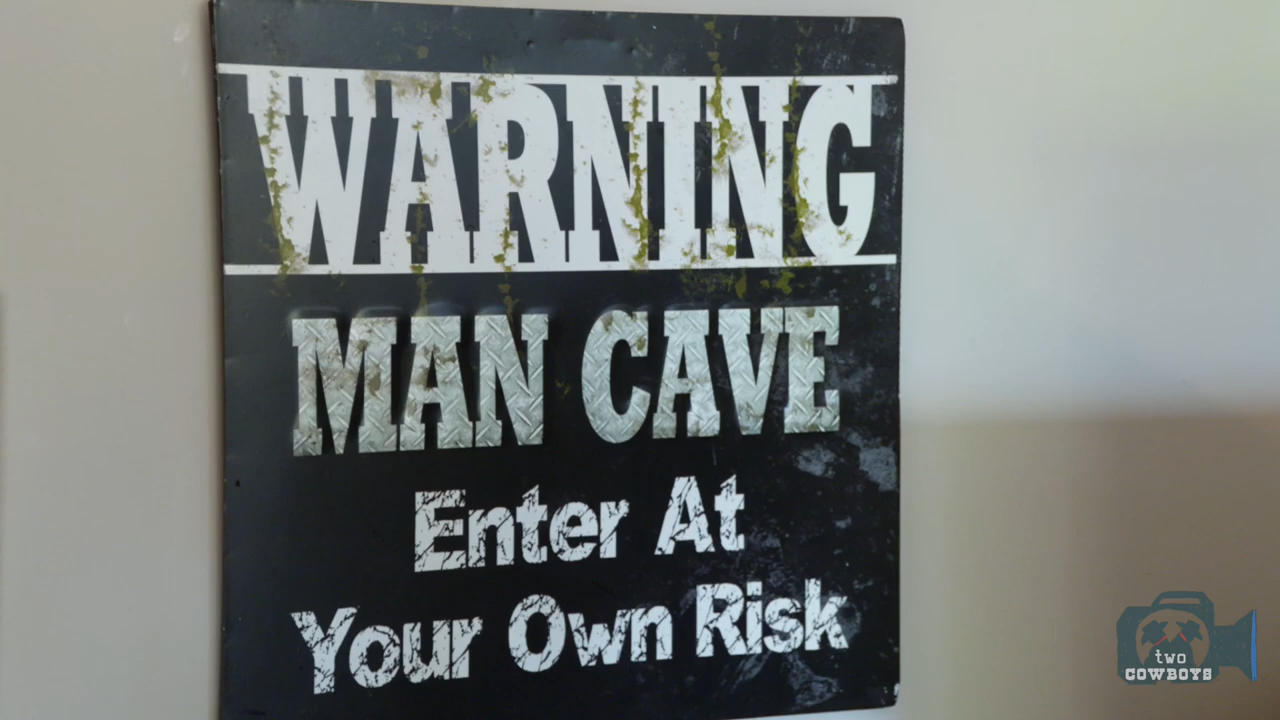 WARNING
MAN CAVE
Enter At
Your Own Risk
two
COWBOYS